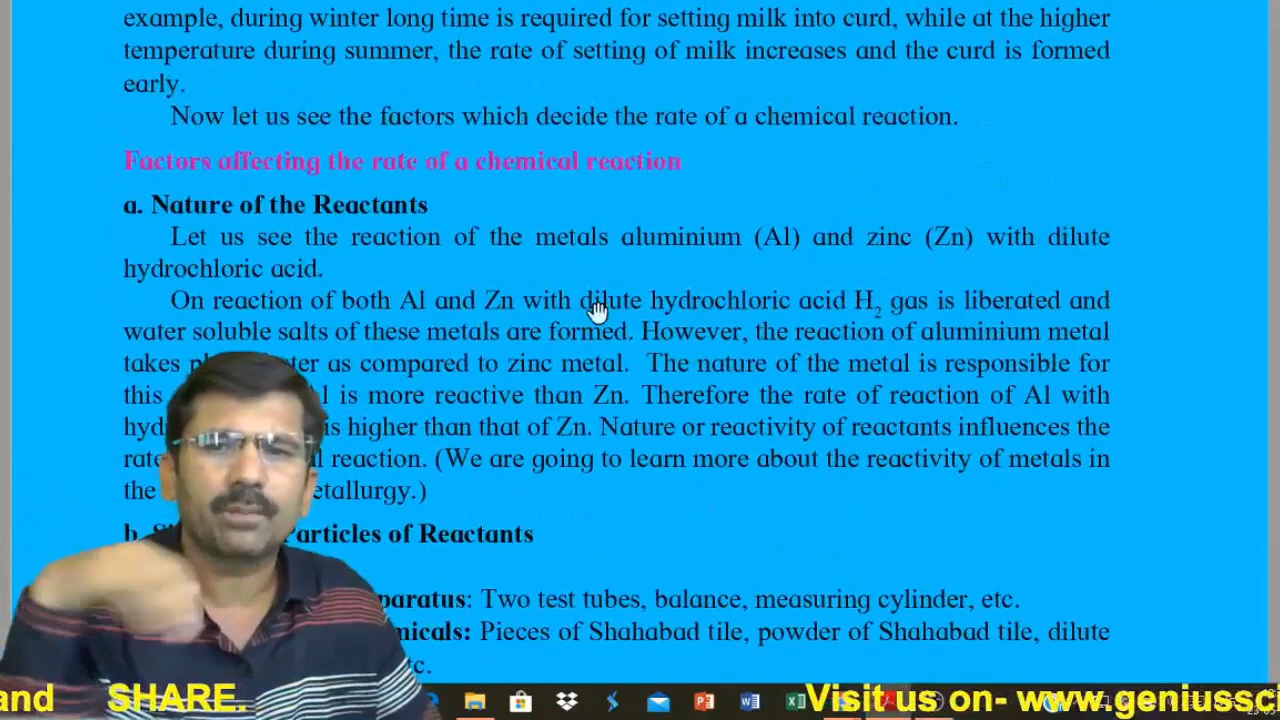 example, during winter long time is required for setting milk into curd, while at the higher
temperature during summer, the rate of setting of milk increases and the curd is formed
early.
Now let us see the factors which decide the rate of a chemical reaction.
Factors affecting the rate of a chemical reaction
a. Nature of the Reactants
Let us see the reaction of the metals aluminium (Al) and zinc (Zn) with dilute
hydrochloric acid.
On reaction of both Al and Zn with dilute hydrochloric acid H₂ gas is liberated and
water soluble salts of these metals are formed. However, the reaction of aluminium metal
takes as compared to zinc metal. The nature of the metal is responsible for
this is more reactive than Zn. Therefore the rate of reaction of Al with
is higher than that of Zn. Nature or reactivity of reactants influences the
reaction. (We are going to learn more about the reactivity of metals in
the
b. Particles of Reactants
: Two test tubes, balance, measuring cylinder, etc.
Pieces of Shahabad tile, powder of Shahabad tile, dilute
and SHARE.
Visit us on- www.geniussci